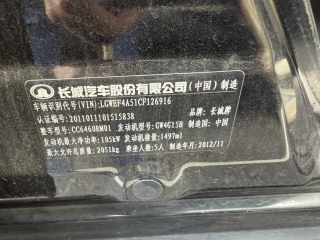 长城汽车股份有限公司(中国)制造
车辆识别代号(VIN):LGWEF4A51CF126916 品牌:长城牌
认证编号:2011011101515838
整车型号:CC6460RM01 发动机型号:GW4G15B 制造国:中国
发动机最大净功率:105kW 发动机排量:1497ml
最大允许总质量:2051kg 乘坐人数:5人 制造年月:2012/11